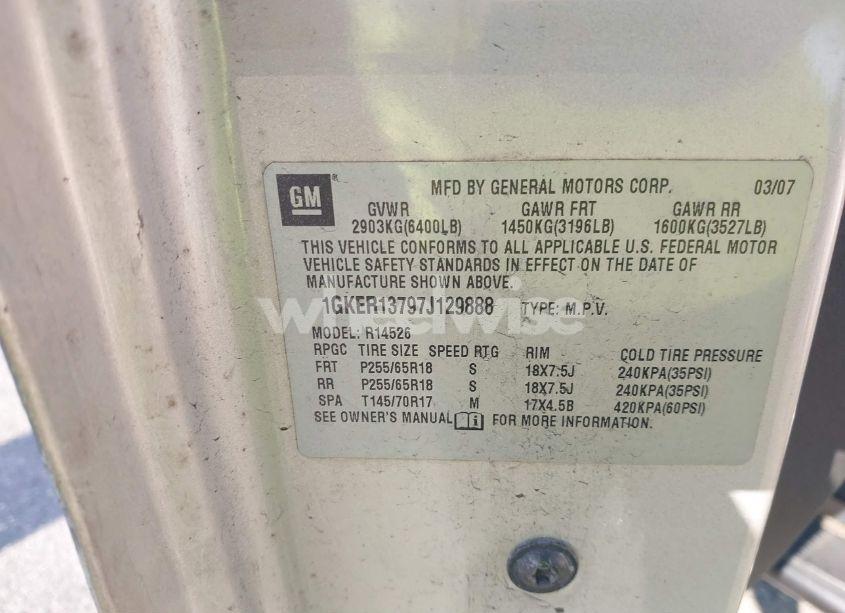 GM
MFD BY GENERAL MOTORS CORP. 03/07
GVWR GAWR FRT GAWR RR
2903KG(6400LB) 1450KG(3196LB) 1600KG(3527LB)
THIS VEHICLE CONFORMS TO ALL APPLICABLE U.S. FEDERAL MOTOR
VEHICLE SAFETY STANDARDS IN EFFECT ON THE DATE OF
MANUFACTURE SHOWN ABOVE.
1GKER13797J129888 TYPE: M.P.V.
wheelwise
MODEL: R14526
RPGC TIRE SIZE SPEED RTG RIM COLD TIRE PRESSURE
FRT P255/65R18 S 18X7.5J 240KPA(35PSI)
RR P255/65R18 S 18X7.5J 240KPA(35PSI)
SPA T145/70R17 M 17X4.5B 420KPA(60PSI)
SEE OWNER'S MANUAL FOR MORE INFORMATION.